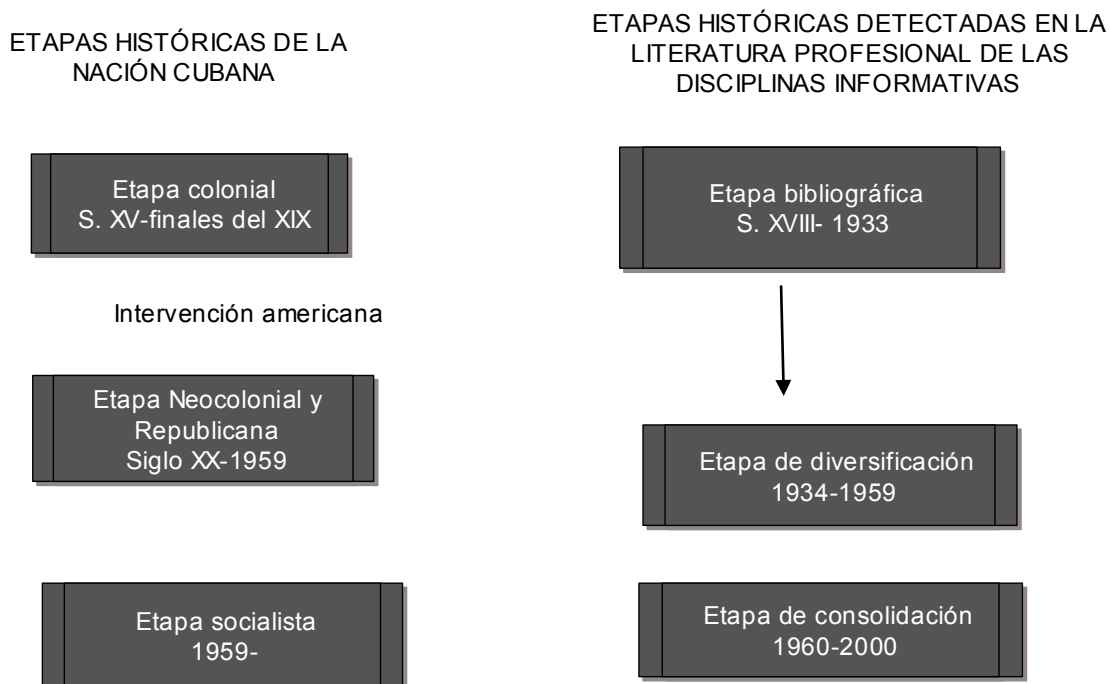 ETAPAS HISTÓRICAS DE LA
NACIÓN CUBANA
Etapa colonial
S. XV-finales del XIX
Intervención americana
Etapa Neocolonial y
Republicana
Siglo XX-1959
Etapa socialista
1959-
ETAPAS HISTÓRICAS DETECTADAS EN LA
LITERATURA PROFESIONAL DE LAS
DISCIPLINAS INFORMATIVAS
Etapa bibliográfica
S. XVIII- 1933
Etapa de diversificación
1934-1959
Etapa de consolidación
1960-2000